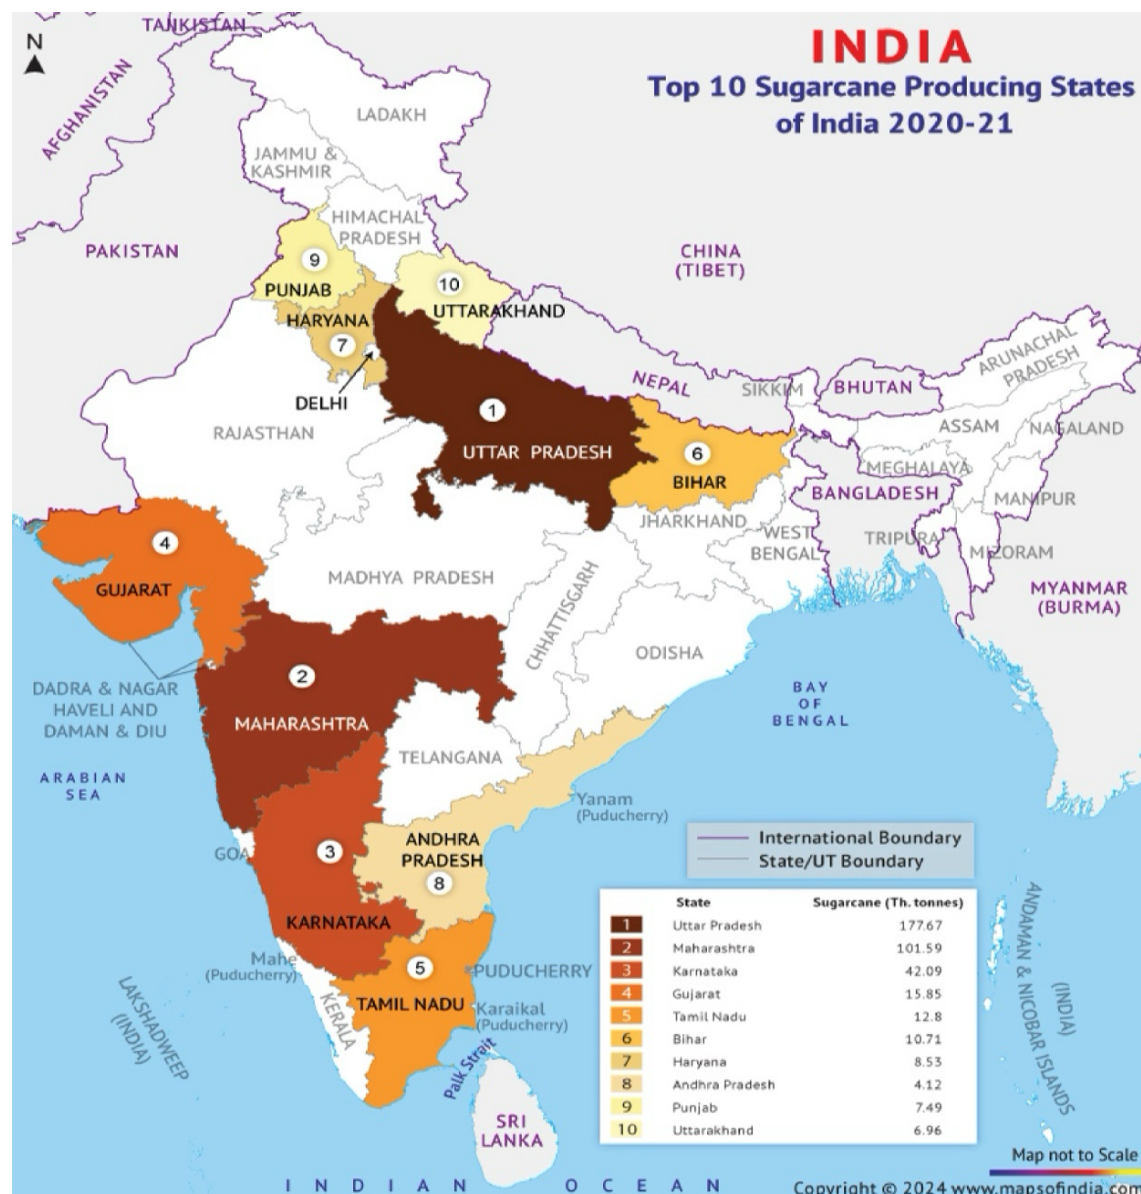 INDIA
Top 10 Sugarcane Producing States
of India 2020-21
N
TAJIKISTAN
AFGHANISTAN
LADAKH
JAMMU &
KASHMIR
HIMACHAL
PRADESH
PAKISTAN
CHINA
(TIBET)
9
PUNJAB
10
UTTARAKHAND
HARYANA
7
DELHI
NEPAL
SIKKIM
BHUTAN
ARUNACHAL
PRADESH
RAJASTHAN
1
UTTAR PRADESH
6
BIHAR
ASSAM
NAGALAND
MEGHALAYA
BANGLADESH
MANIPUR
JHARKHAND
WEST
BENGAL
TRIPURA
MIZORAM
4
GUJARAT
MADHYA PRADESH
CHHATTISGARH
MYANMAR
(BURMA)
ODISHA
2
MAHARASHTRA
DADRA & NAGAR
HAVELI AND
DAMAN & DIU
BAY
OF
BENGAL
TELANGANA
ARABIAN
SEA
Yanam
(Puducherry)
GOA
3
KARNATAKA
ANDHRA
PRADESH
8
International Boundary
State/UT Boundary
Mahe
(Puducherry)
5
TAMIL NADU
PUDUCHERRY
Karaikal
(Puducherry)
KERALA
LAKSHADWEEP
(INDIA)
Palk Strait
SRI
LANKA
ANDAMAN & NICOBAR ISLANDS
(INDIA)
State Sugarcane (Th. tonnes)
1 Uttar Pradesh 177.67
2 Maharashtra 101.59
3 Karnataka 42.09
4 Gujarat 15.85
5 Tamil Nadu 12.8
6 Bihar 10.71
7 Haryana 8.53
8 Andhra Pradesh 4.12
9 Punjab 7.49
10 Uttarakhand 6.96
INDIAN OCEAN
Map not to Scale
Copyright © 2024 www.mapsofindia.com